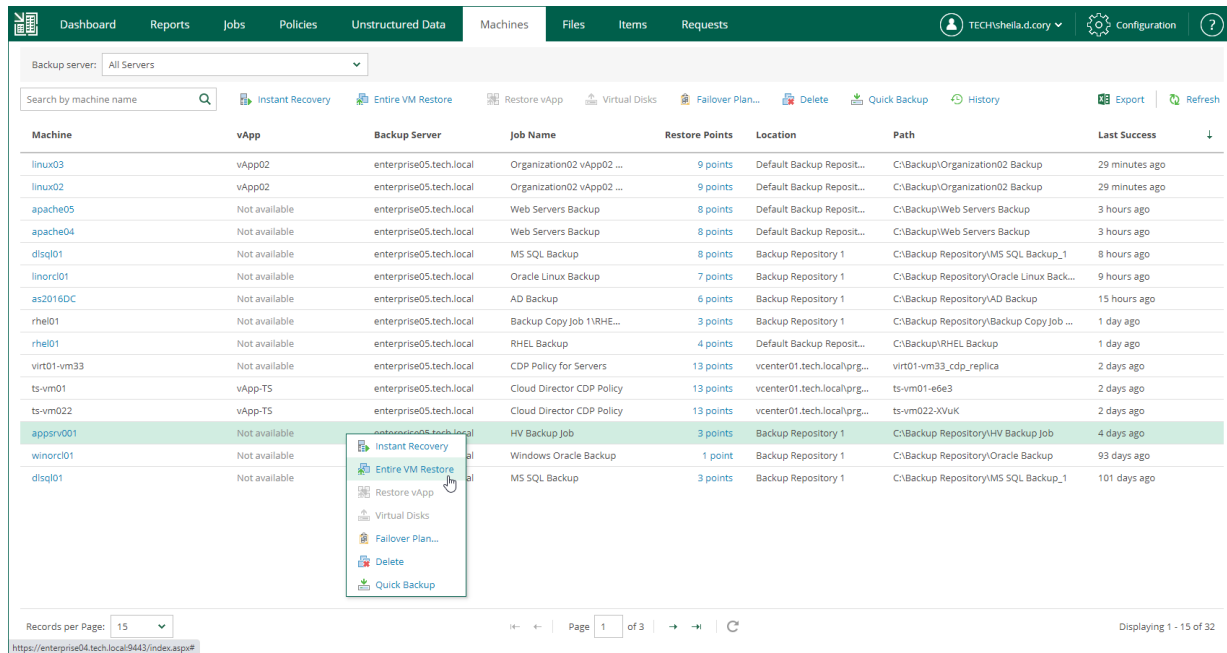 Dashboard Reports Jobs Policies Unstructured Data Machines Files Items Requests TECH\sheila.d.cory Configuration ?
Backup server: All Servers
Search by machine name Instant Recovery Entire VM Restore Restore vApp Virtual Disks Failover Plan... Delete Quick Backup History Export Refresh
Machine vApp Backup Server Job Name Restore Points Location Path Last Success ↓
linux03 vApp02 enterprise05.tech.local Organization02 vApp02 ... 9 points Default Backup Reposit... C:\Backup\Organization02 Backup 29 minutes ago
linux02 vApp02 enterprise05.tech.local Organization02 vApp02 ... 9 points Default Backup Reposit... C:\Backup\Organization02 Backup 29 minutes ago
apache05 Not available enterprise05.tech.local Web Servers Backup 8 points Default Backup Reposit... C:\Backup\Web Servers Backup 3 hours ago
apache04 Not available enterprise05.tech.local Web Servers Backup 8 points Default Backup Reposit... C:\Backup\Web Servers Backup 3 hours ago
dlsql01 Not available enterprise05.tech.local MS SQL Backup 8 points Backup Repository 1 C:\Backup Repository\MS SQL Backup_1 8 hours ago
linorcl01 Not available enterprise05.tech.local Oracle Linux Backup 7 points Backup Repository 1 C:\Backup Repository\Oracle Linux Back... 9 hours ago
as2016DC Not available enterprise05.tech.local AD Backup 6 points Backup Repository 1 C:\Backup Repository\AD Backup 15 hours ago
rhel01 Not available enterprise05.tech.local Backup Copy Job 1\RHE... 3 points Backup Repository 1 C:\Backup Repository\Backup Copy Job ... 1 day ago
rhel01 Not available enterprise05.tech.local RHEL Backup 4 points Default Backup Reposit... C:\Backup\RHEL Backup 1 day ago
virt01-vm33 Not available enterprise05.tech.local CDP Policy for Servers 13 points vcenter01.tech.local\prg... virt01-vm33_cdp_replica 2 days ago
ts-vm01 vApp-TS enterprise05.tech.local Cloud Director CDP Policy 13 points vcenter01.tech.local\prg... ts-vm01-e6e3 2 days ago
ts-vm022 vApp-TS enterprise05.tech.local Cloud Director CDP Policy 13 points vcenter01.tech.local\prg... ts-vm022-XVuK 2 days ago
appsrv001 Not available enterprise05.tech.local HV Backup Job 3 points Backup Repository 1 C:\Backup Repository\HV Backup Job 4 days ago
winorcl01 Not available al Windows Oracle Backup 1 point Backup Repository 1 C:\Backup Repository\Oracle Backup 93 days ago
dlsql01 Not available al MS SQL Backup 3 points Backup Repository 1 C:\Backup Repository\MS SQL Backup_1 101 days ago
Instant Recovery
Entire VM Restore
Restore vApp
Virtual Disks
Failover Plan...
Delete
Quick Backup
Records per Page: 15 Page 1 of 3 Displaying 1 - 15 of 32
https://enterprise04.tech.local:9443/index.aspx#